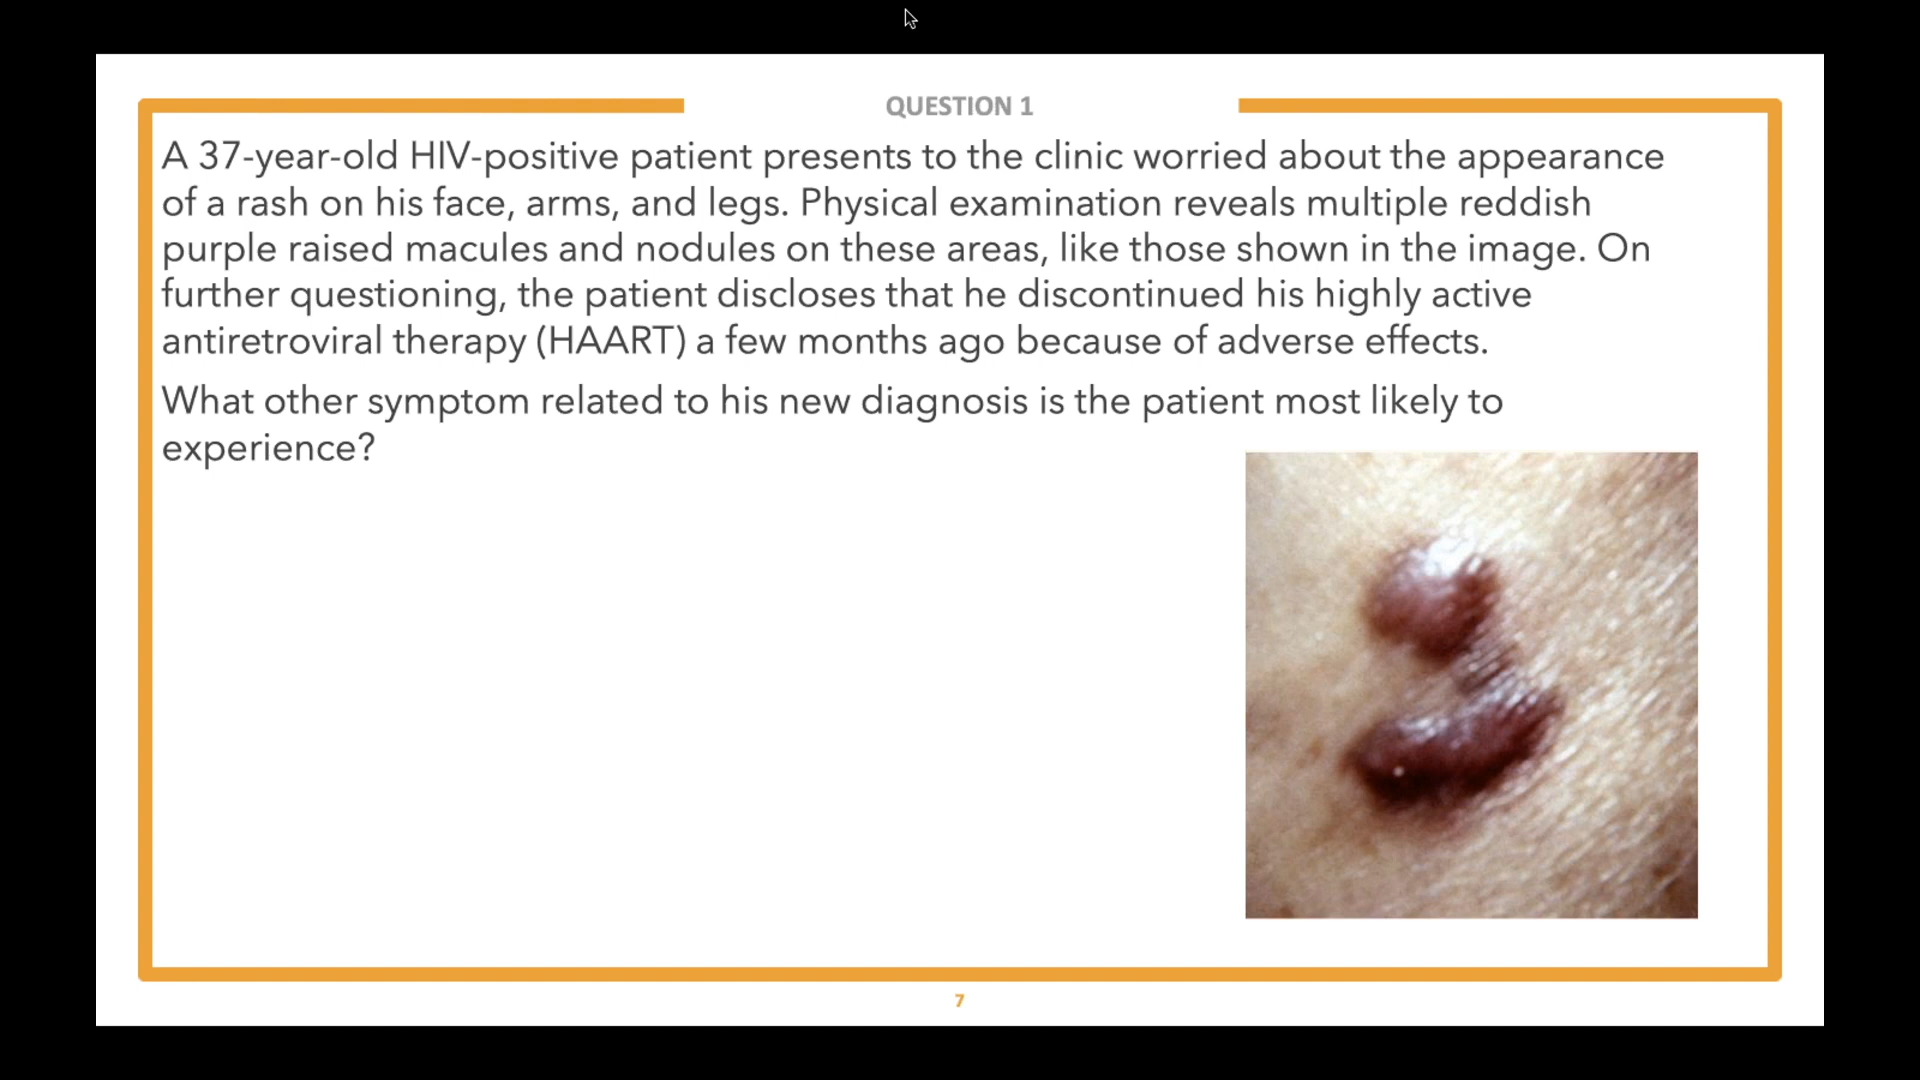 QUESTION 1
A 37-year-old HIV-positive patient presents to the clinic worried about the appearance
of a rash on his face, arms, and legs. Physical examination reveals multiple reddish
purple raised macules and nodules on these areas, like those shown in the image. On
further questioning, the patient discloses that he discontinued his highly active
antiretroviral therapy (HAART) a few months ago because of adverse effects.
What other symptom related to his new diagnosis is the patient most likely to
experience?
7